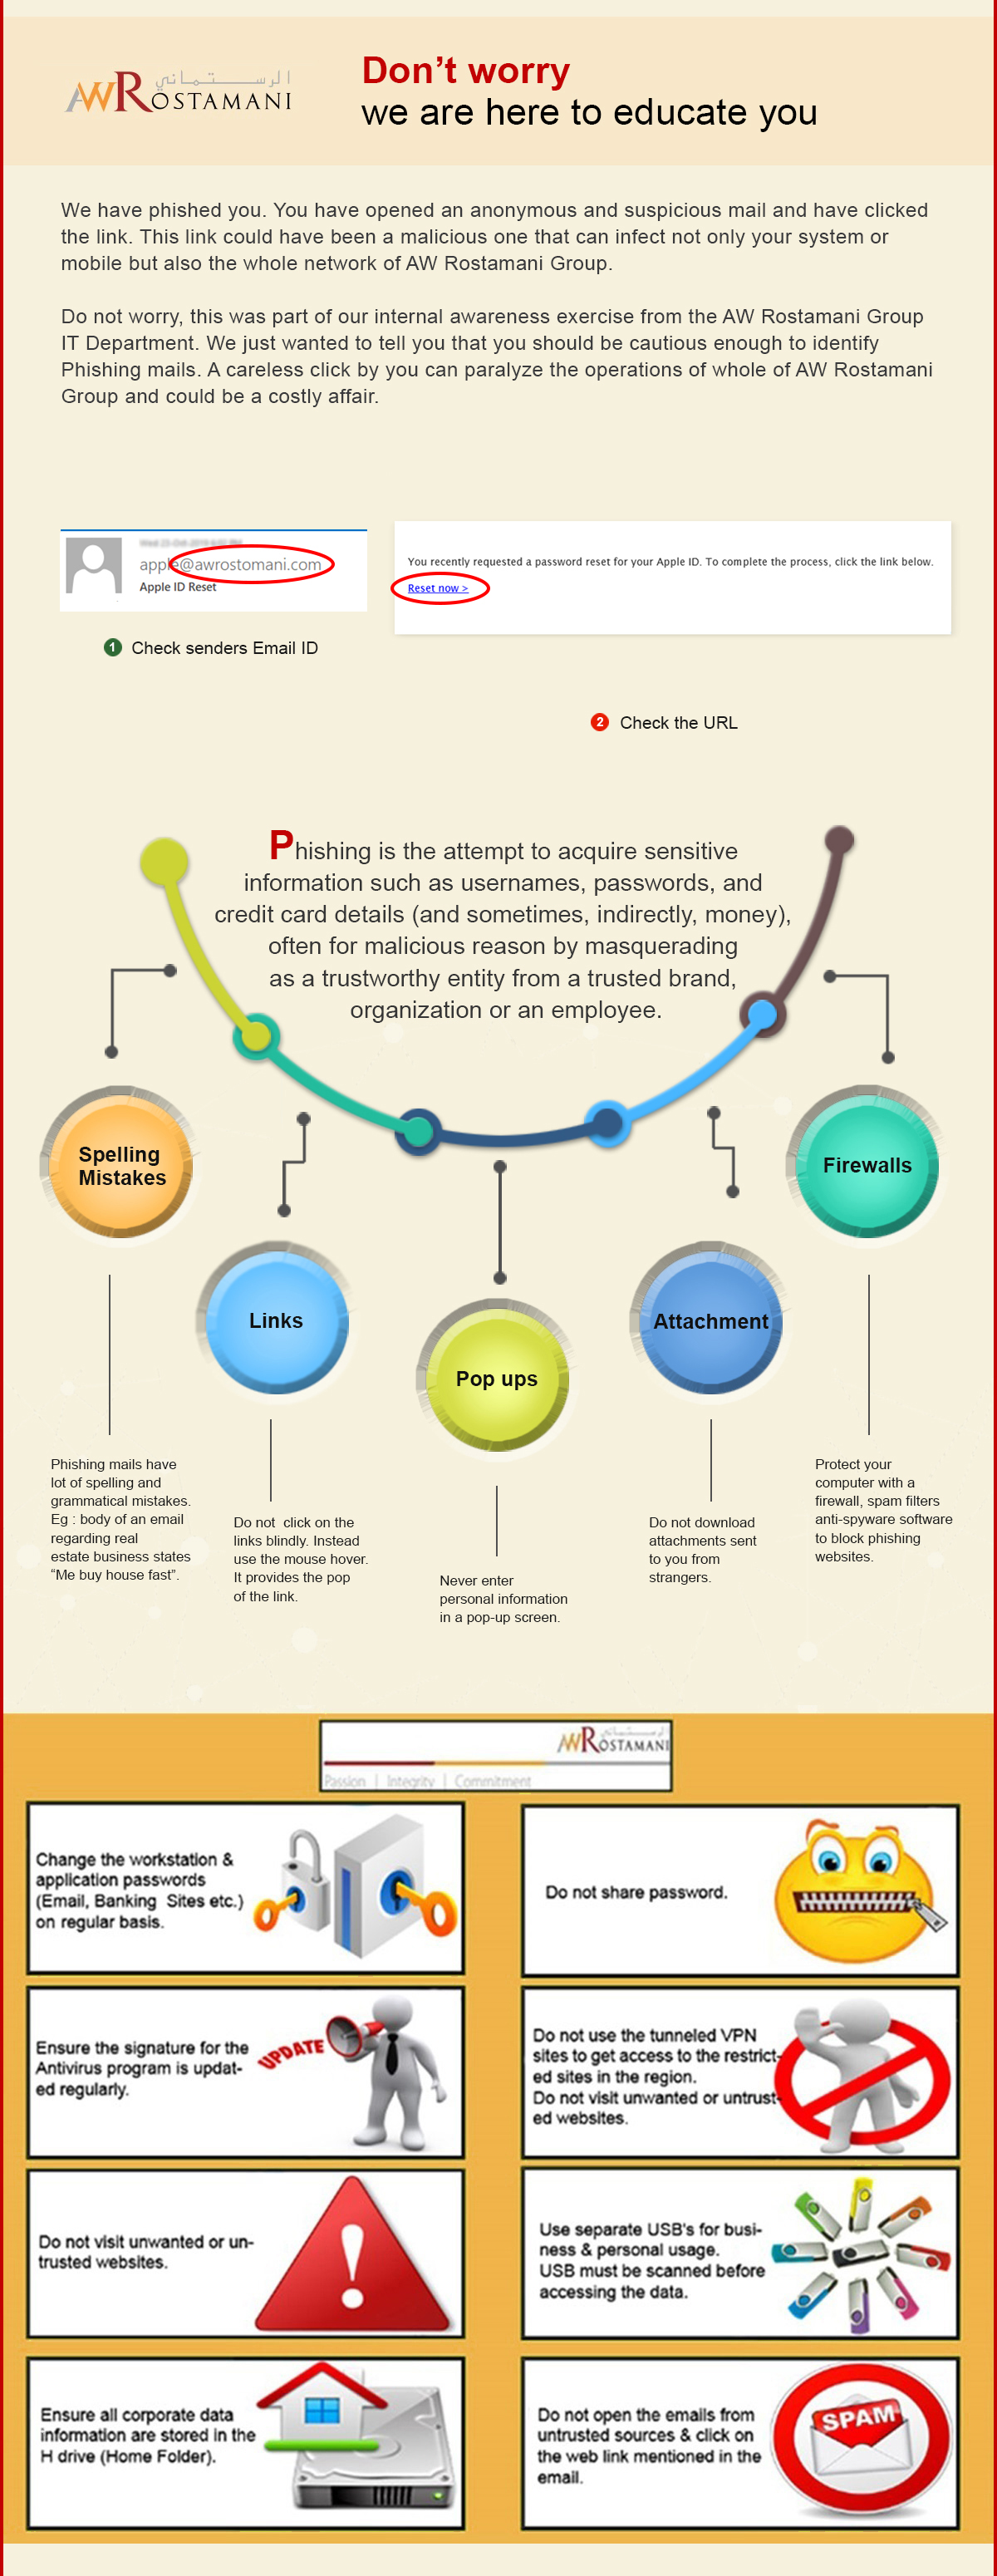 الرستماني
AWROSTAMANI
Don't worry
we are here to educate you
We have phished you. You have opened an anonymous and suspicious mail and have clicked
the link. This link could have been a malicious one that can infect not only your system or
mobile but also the whole network of AW Rostamani Group.
Do not worry, this was part of our internal awareness exercise from the AW Rostamani Group
IT Department. We just wanted to tell you that you should be cautious enough to identify
Phishing mails. A careless click by you can paralyze the operations of whole of AW Rostamani
Group and could be a costly affair.
apple@awrostomani.com
Apple ID Reset
You recently requested a password reset for your Apple ID. To complete the process, click the link below.
Reset now >
1 Check senders Email ID
2 Check the URL
Phishing is the attempt to acquire sensitive
information such as usernames, passwords, and
credit card details (and sometimes, indirectly, money),
often for malicious reason by masquerading
as a trustworthy entity from a trusted brand,
organization or an employee.
Spelling
Mistakes
Links
Pop ups
Attachment
Firewalls
Phishing mails have
lot of spelling and
grammatical mistakes.
Eg : body of an email
regarding real
estate business states
“Me buy house fast”.
Do not click on the
links blindly. Instead
use the mouse hover.
It provides the pop
of the link.
Never enter
personal information
in a pop-up screen.
Do not download
attachments sent
to you from
strangers.
Protect your
computer with a
firewall, spam filters
anti-spyware software
to block phishing
websites.
الرستماني
AWROSTAMANI
Passion | Integrity | Commitment
Change the workstation &
application passwords
(Email, Banking Sites etc.)
on regular basis.
Do not share password.
Ensure the signature for the
Antivirus program is updat-
ed regularly.
UPDATE
Do not use the tunneled VPN
sites to get access to the restrict-
ed sites in the region.
Do not visit unwanted or untrust-
ed websites.
Do not visit unwanted or un-
trusted websites.
Use separate USB's for busi-
ness & personal usage.
USB must be scanned before
accessing the data.
Ensure all corporate data
information are stored in the
H drive (Home Folder).
Do not open the emails from
untrusted sources & click on
the web link mentioned in the
email.
SPAM